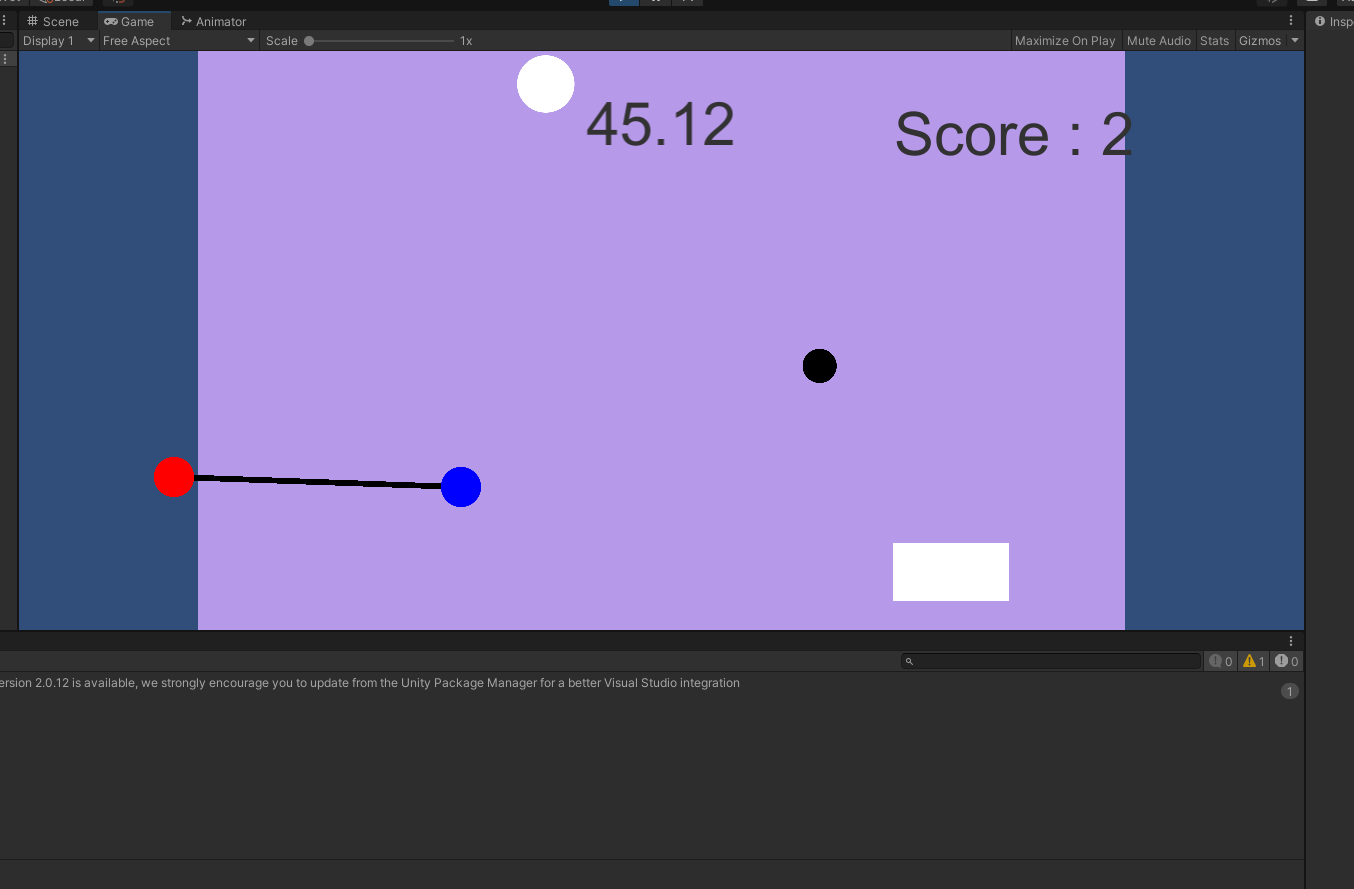 Scene Game Animator Inspe
Display 1 Free Aspect Scale 1x Maximize On Play Mute Audio Stats Gizmos
45.12
Score : 2
0 1 0
ersion 2.0.12 is available, we strongly encourage you to update from the Unity Package Manager for a better Visual Studio integration
1